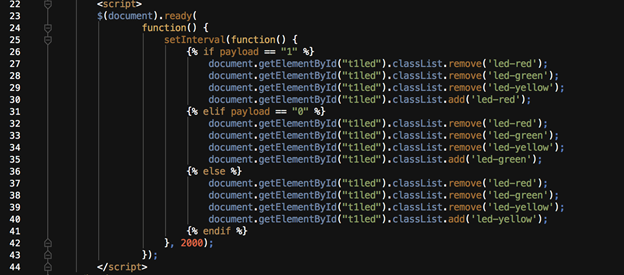 22 <script>
23 $(document).ready(
24 function() {
25 setInterval(function() {
26 {% if payload == "1" %}
27 document.getElementById("t1led").classList.remove('led-red');
28 document.getElementById("t1led").classList.remove('led-green');
29 document.getElementById("t1led").classList.remove('led-yellow');
30 document.getElementById("t1led").classList.add('led-red');
31 {% elif payload == "0" %}
32 document.getElementById("t1led").classList.remove('led-red');
33 document.getElementById("t1led").classList.remove('led-green');
34 document.getElementById("t1led").classList.remove('led-yellow');
35 document.getElementById("t1led").classList.add('led-green');
36 {% else %}
37 document.getElementById("t1led").classList.remove('led-red');
38 document.getElementById("t1led").classList.remove('led-green');
39 document.getElementById("t1led").classList.remove('led-yellow');
40 document.getElementById("t1led").classList.add('led-yellow');
41 {% endif %}
42 }, 2000);
43 });
44 </script>